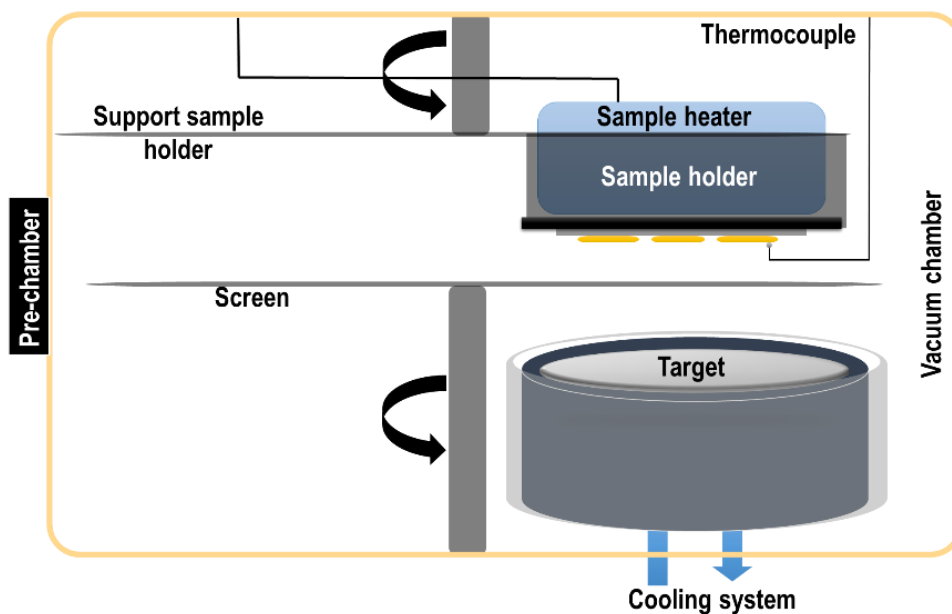 Thermocouple
Support sample
holder
Sample heater
Sample holder
Pre-chamber
Vacuum chamber
Screen
Target
Cooling system